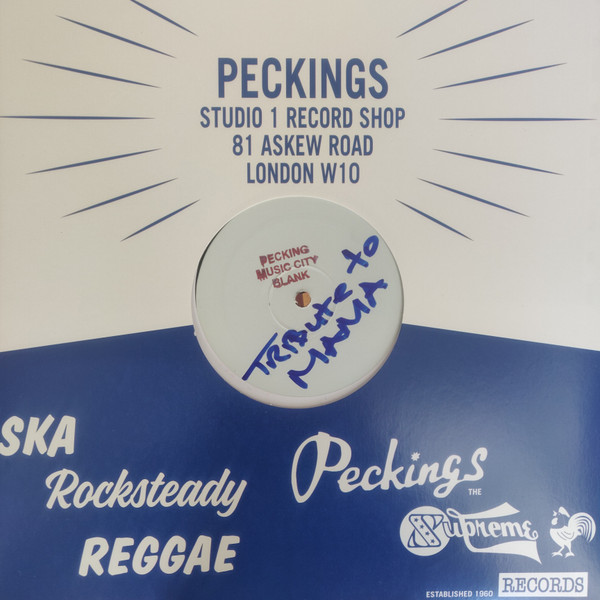 PECKINGS
STUDIO 1 RECORD SHOP
81 ASKEW ROAD
LONDON W10
PECKING
MUSIC CITY
BLANK
TRIBUTE TO
MAMA
SKA
Rocksteady
REGGAE
Peckings
THE
Supreme
ESTABLISHED 1960 RECORDS